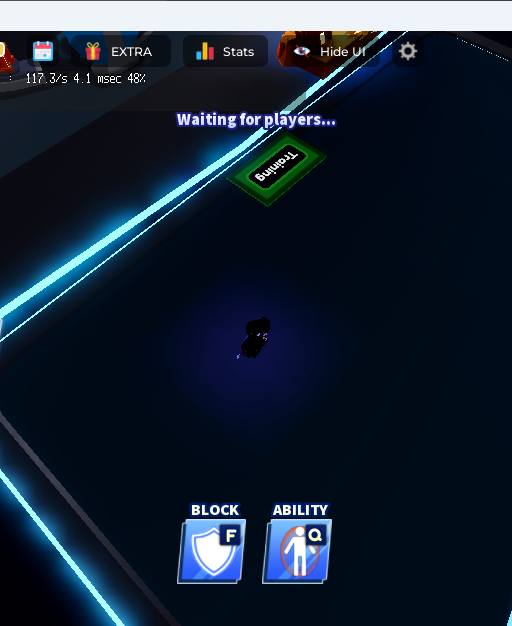 EXTRA
Stats
Hide UI
: 117.3/s 4.1 msec 48%
Waiting for players...
Training
BLOCK
ABILITY
F
Q